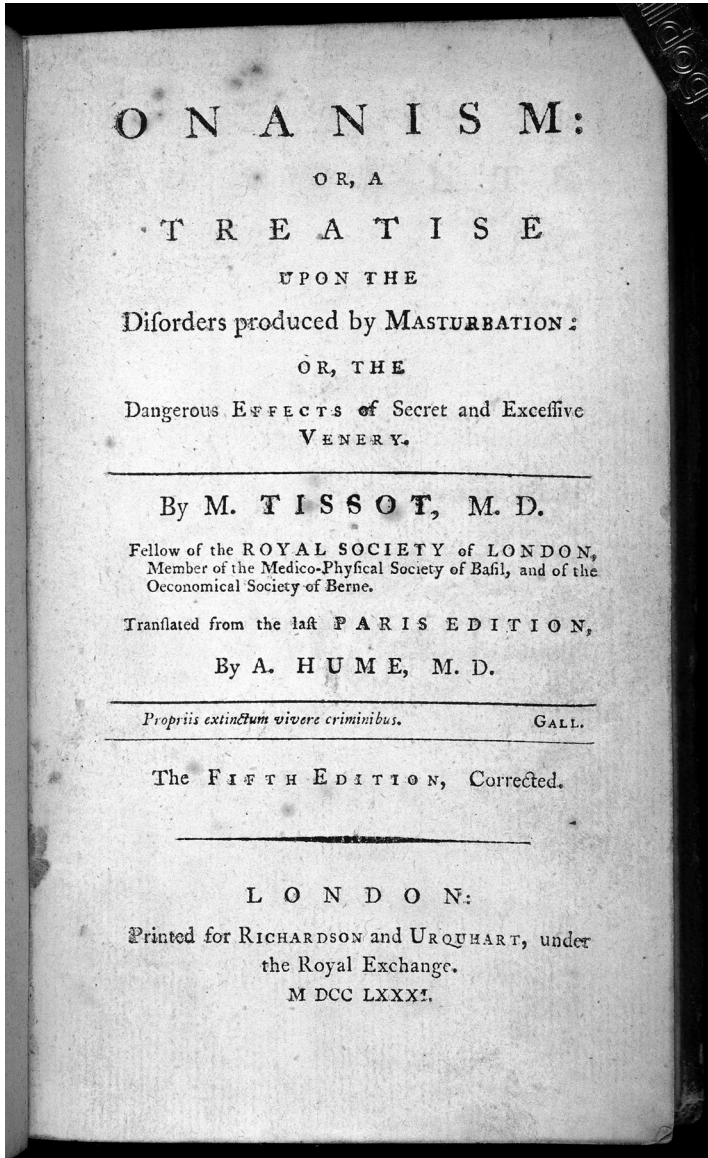 ONANISM:
OR, A
TREATISE
UPON THE
Diſorders produced by MASTURBATION:
OR, THE
Dangerous EFFECTS of Secret and Exceſſive
VENERY.
By M. TISSOT, M. D.
Fellow of the ROYAL SOCIETY of LONDON,
Member of the Medico-Phyſical Society of Baſil, and of the
Oeconomical Society of Berne.
Tranſlated from the laſt PARIS EDITION,
By A. HUME, M. D.
Propriis extinctum vivere criminibus. GALL.
The FIFTH EDITION, Corrected.
LONDON:
Printed for RICHARDSON and URQUHART, under
the Royal Exchange.
M DCC LXXXI.